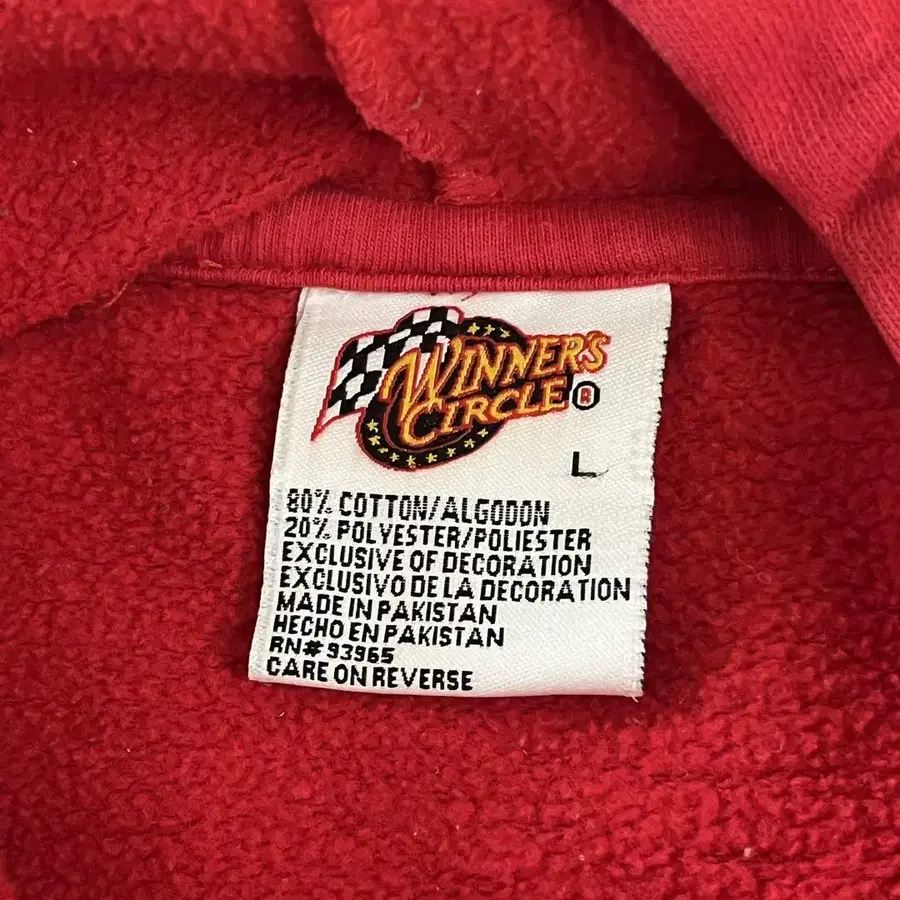 WINNER'S
CIRCLE ®
L
80% COTTON/ALGODON
20% POLYESTER/POLIESTER
EXCLUSIVE OF DECORATION
EXCLUSIVO DE LA DECORATION
MADE IN PAKISTAN
HECHO EN PAKISTAN
RN# 93965
CARE ON REVERSE